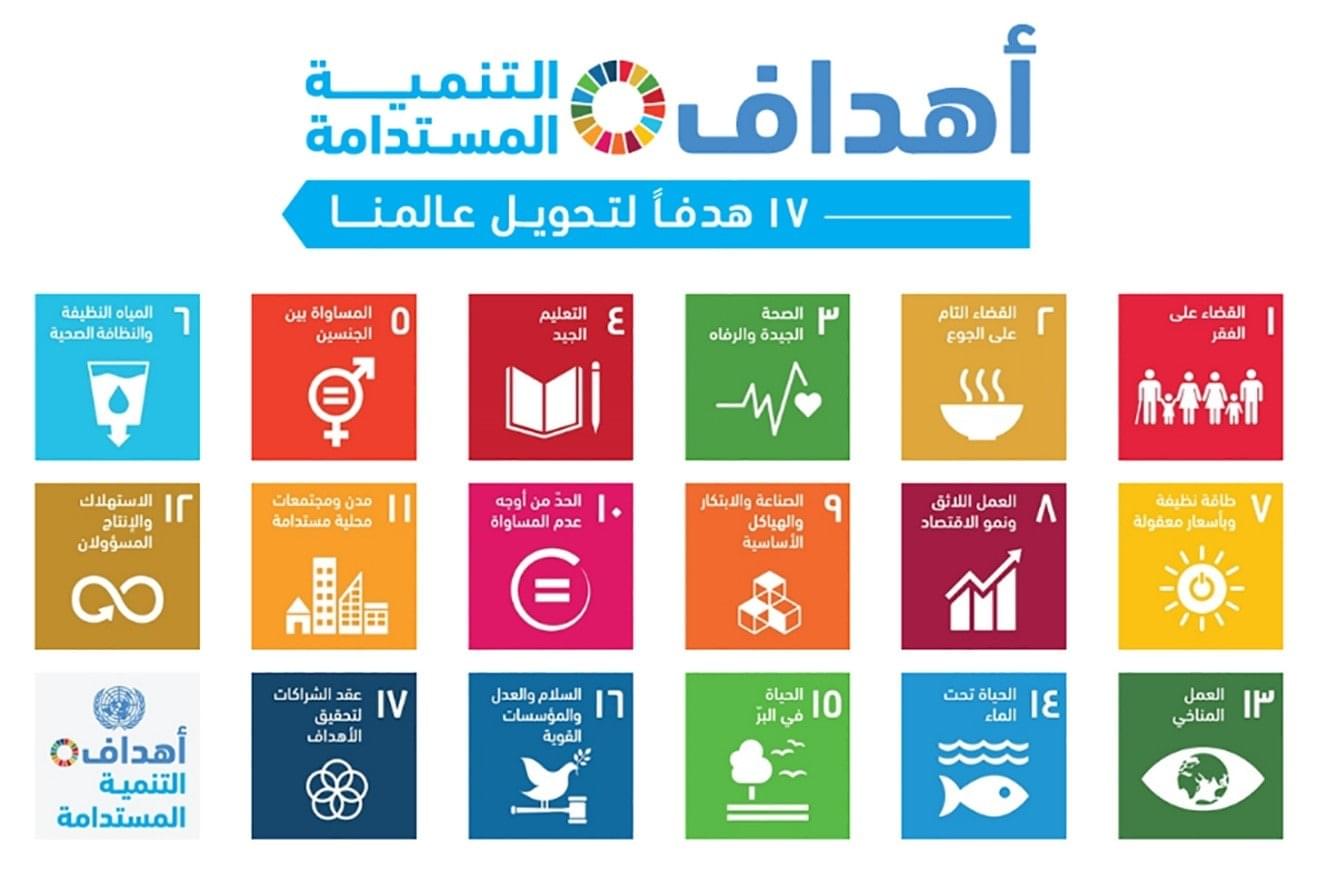 أهداف
التنميـــة
المستدامة
١٧ هدفاً لتحويل عالمنا
١
القضاء على
الفقر
٢
القضاء التام
على الجوع
٣
الصحة
الجيدة والرفاه
٤
التعليم
الجيد
٥
المساواة بين
الجنسين
٦
المياه النظيفة
والنظافة الصحية
٧
طاقة نظيفة
وبأسعار معقولة
٨
العمل اللائق
ونمو الاقتصاد
٩
الصناعة والابتكار
والهياكل
الأساسية
١٠
الحدّ من أوجه
عدم المساواة
١١
مدن ومجتمعات
محلية مستدامة
١٢
الاستهلاك
والإنتاج
المسؤولان
١٣
العمل
المناخي
١٤
الحياة تحت
الماء
١٥
الحياة
في البرّ
١٦
السلام والعدل
والمؤسسات
القوية
١٧
عقد الشراكات
لتحقيق
الأهداف
أهداف
التنمية
المستدامة